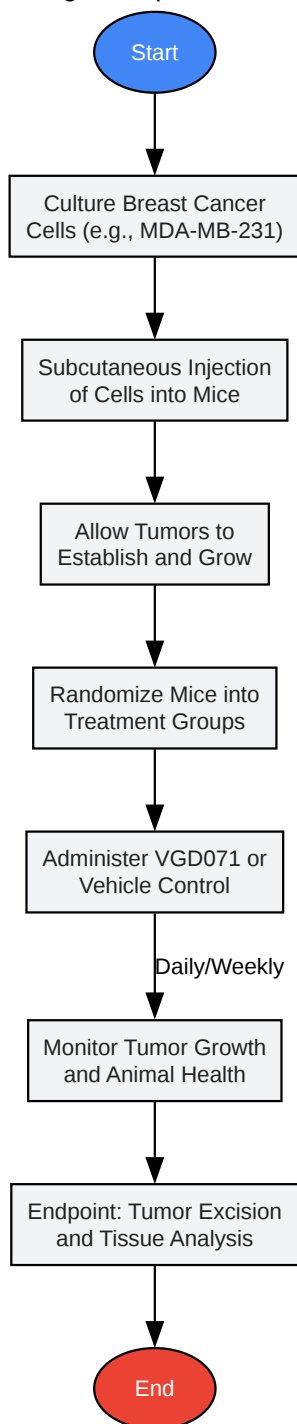 Start
Culture Breast Cancer
Cells (e.g., MDA-MB-231)
Subcutaneous Injection
of Cells into Mice
Allow Tumors to
Establish and Grow
Randomize Mice into
Treatment Groups
Administer VGD071 or
Vehicle Control
Daily/Weekly
Monitor Tumor Growth
and Animal Health
Endpoint: Tumor Excision
and Tissue Analysis
End